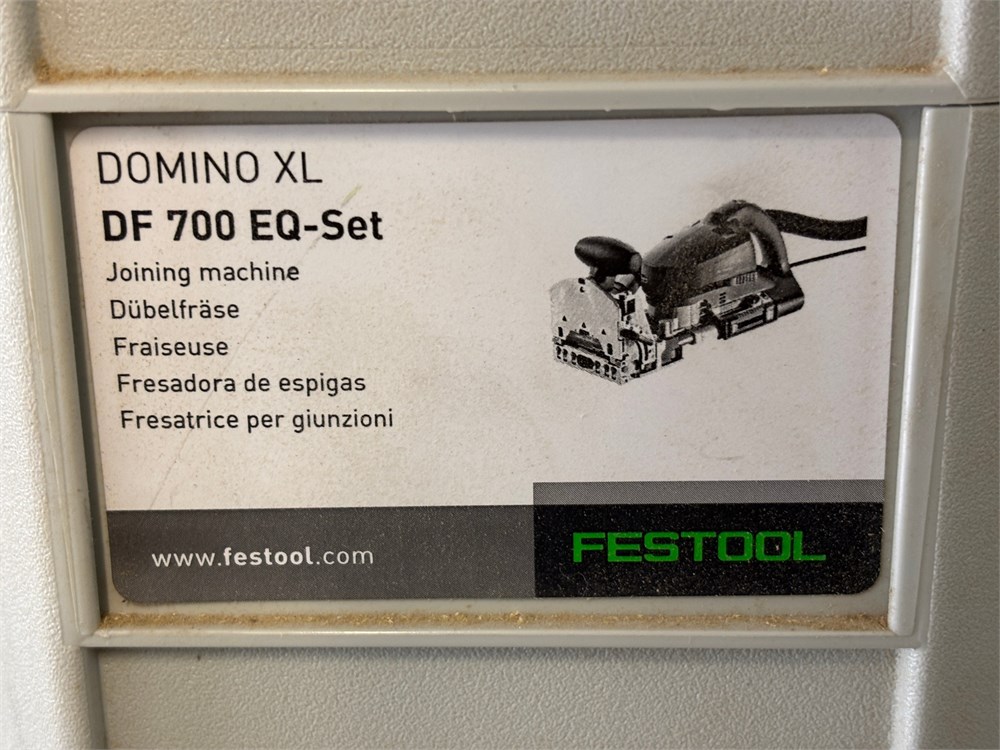 DOMINO XL
DF 700 EQ-Set
Joining machine
Dübelfräse
Fraiseuse
Fresadora de espigas
Fresatrice per giunzioni
www.festool.com
FESTOOL